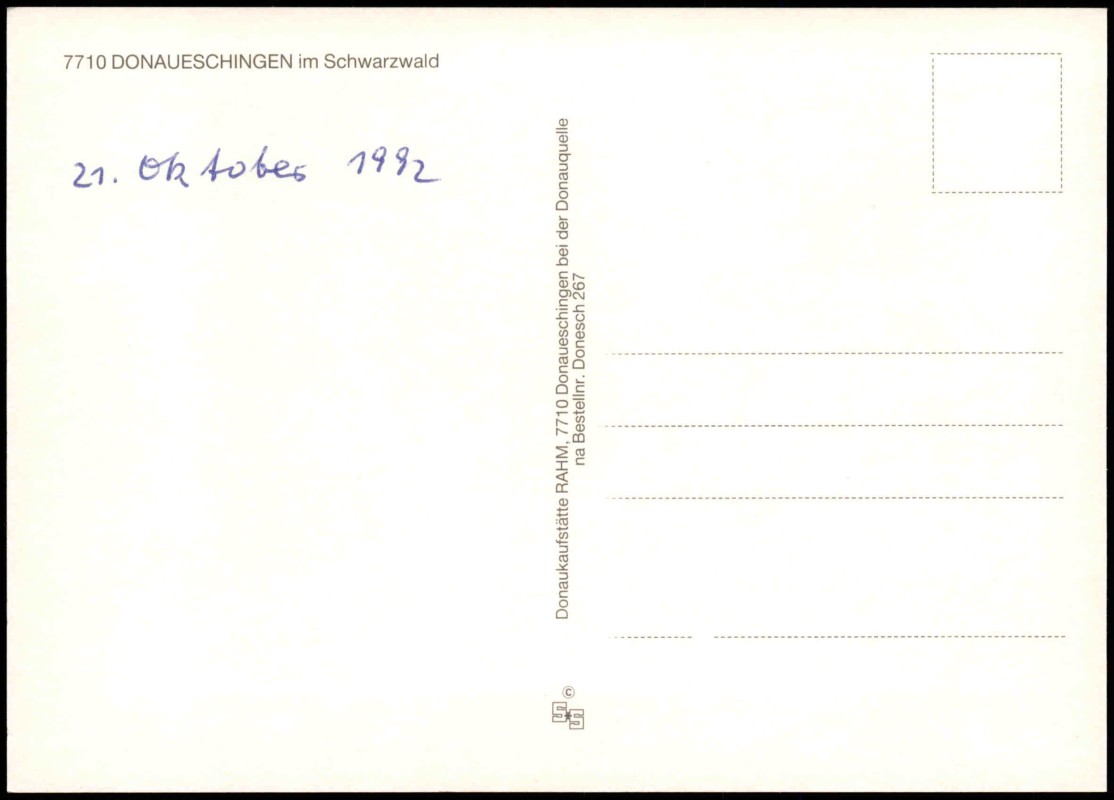 7710 DONAUESCHINGEN im Schwarzwald
21. Oktober 1992
Donaukaufstätte RAHM, 7710 Donaueschingen bei der Donauquelle
na Bestellnr. Donesch 267
©